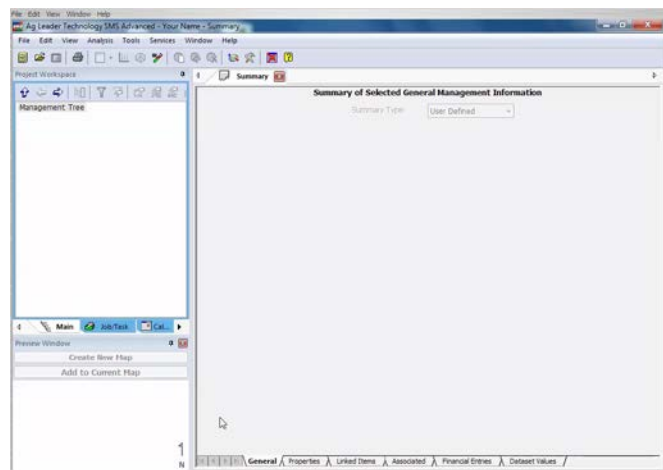 File Edit View Window Help
Ag Leader Technology SMS Advanced - Your Name - Summary
File Edit View Analysis Tools Services Window Help
Project Workspace
Summary
Summary of Selected General Management Information
Management Tree
Summary Type:
User Defined
Main Job/Task Cal...
Preview Window
Create New Map
Add to Current Map
N
General Properties Linked Items Associated Financial Entries Dataset Values